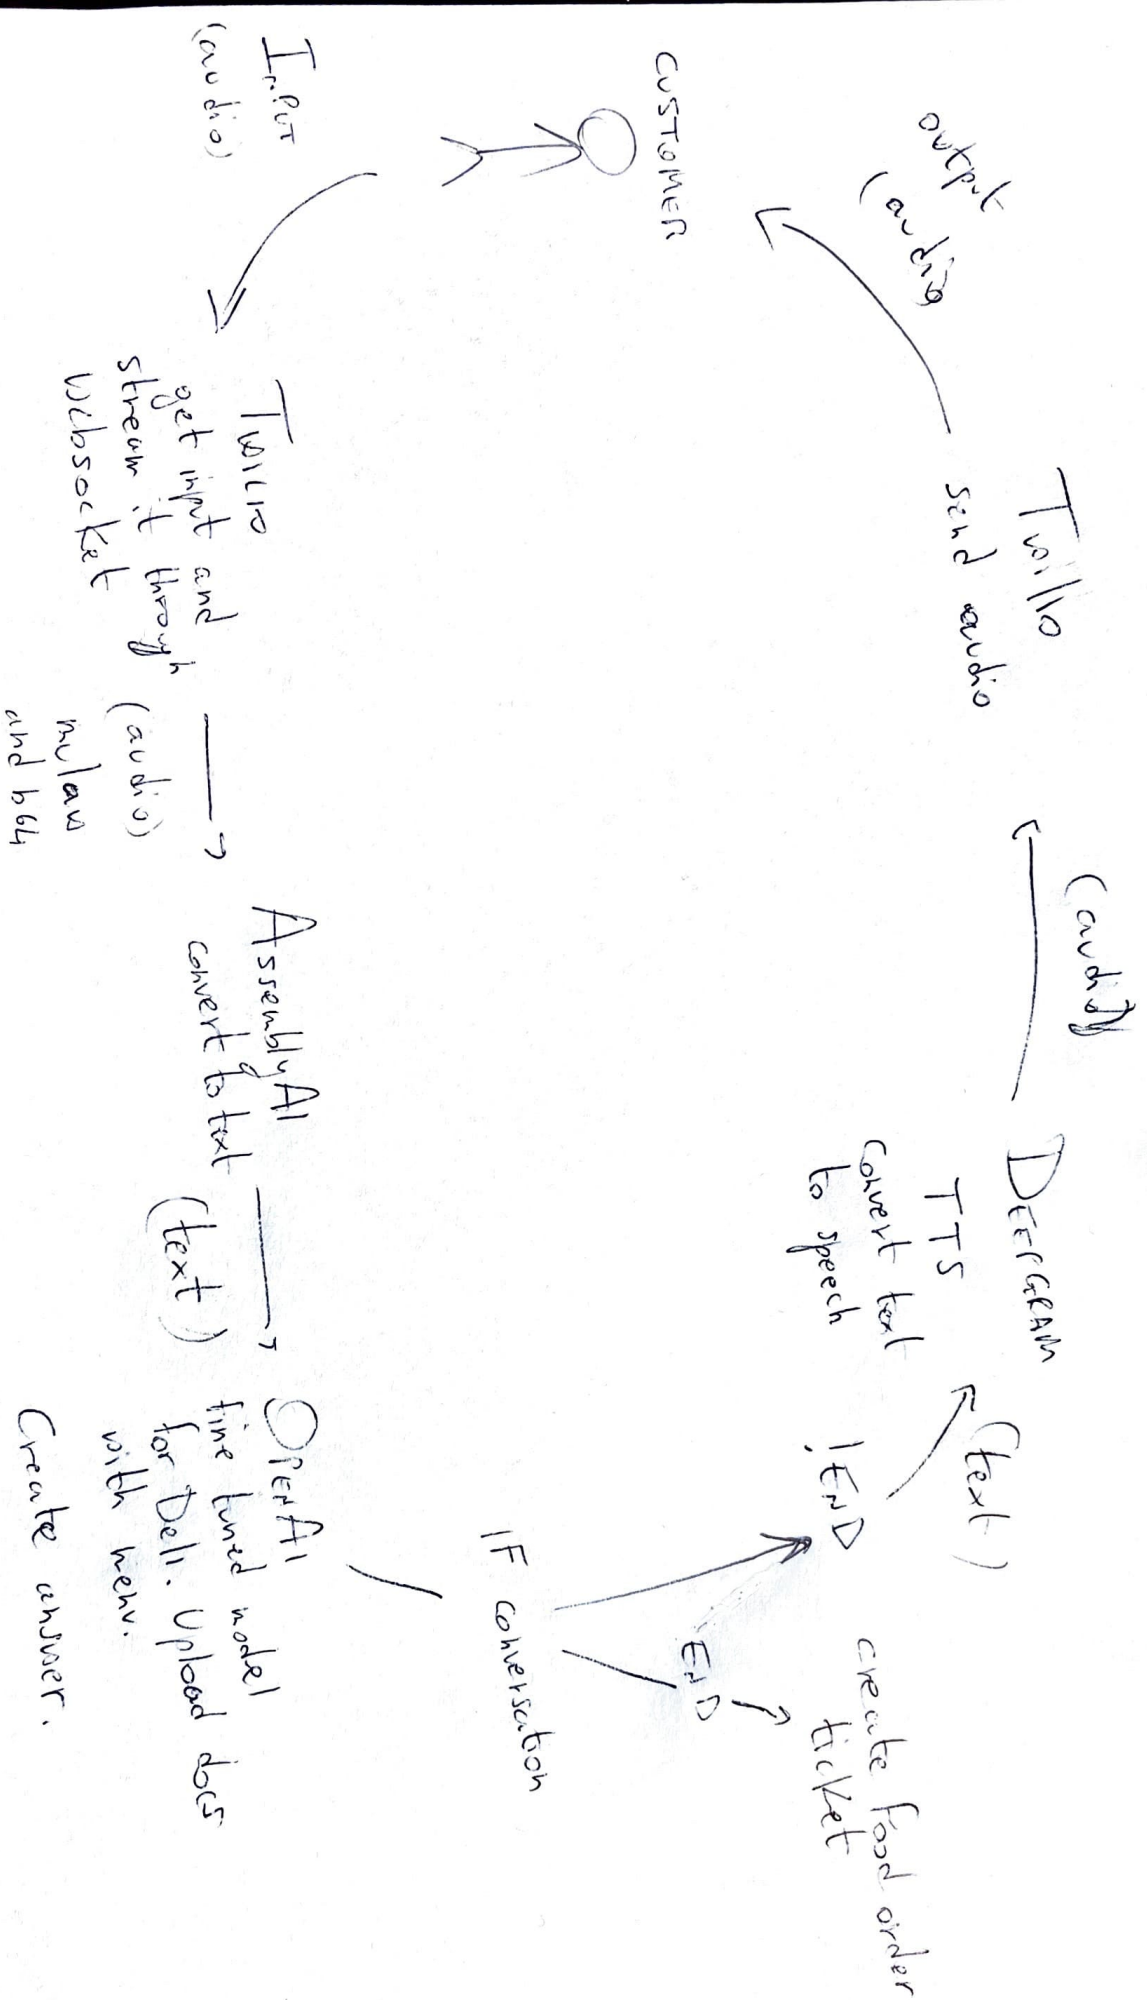 CUSTOMER
output
(audio)
Twilio
send audio
(audio)
DEEPGRAM
TTS
Convert text
to speech
(text)
!END
create food order
ticket
END
IF conversation
INPUT
(audio)
TWILIO
get input and
stream it through
websocket
(audio)
mulaw
and b64
AssemblyAI
convert to text
(text)
OPENAI
fine tuned model
for Deli. Upload docs
with menu.
Create answer.